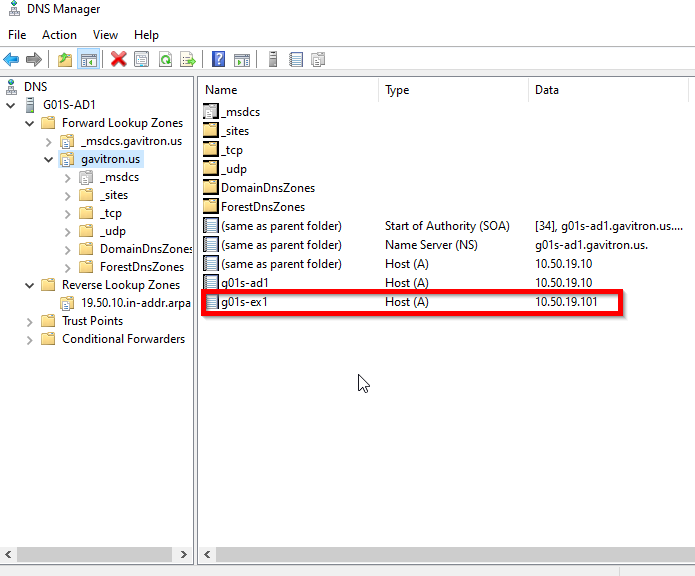 DNS Manager
File Action View Help
DNS
G01S-AD1
Forward Lookup Zones
_msdcs.gavitron.us
gavitron.us
_msdcs
_sites
_tcp
_udp
DomainDnsZones
ForestDnsZones
Reverse Lookup Zones
19.50.10.in-addr.arpa
Trust Points
Conditional Forwarders
Name Type Data
_msdcs
_sites
_tcp
_udp
DomainDnsZones
ForestDnsZones
(same as parent folder) Start of Authority (SOA) [34], g01s-ad1.gavitron.us....
(same as parent folder) Name Server (NS) g01s-ad1.gavitron.us.
(same as parent folder) Host (A) 10.50.19.10
g01s-ad1 Host (A) 10.50.19.10
g01s-ex1 Host (A) 10.50.19.101